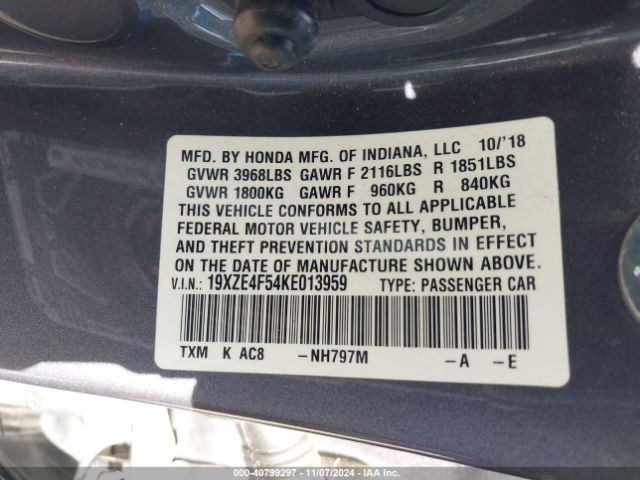 MFD. BY HONDA MFG. OF INDIANA, LLC 10/'18
GVWR 3968LBS GAWR F 2116LBS R 1851LBS
GVWR 1800KG GAWR F 960KG R 840KG
THIS VEHICLE CONFORMS TO ALL APPLICABLE
FEDERAL MOTOR VEHICLE SAFETY, BUMPER,
AND THEFT PREVENTION STANDARDS IN EFFECT
ON THE DATE OF MANUFACTURE SHOWN ABOVE.
V.I.N.: 19XZE4F54KE013959 TYPE: PASSENGER CAR
TXM K AC8 -NH797M -A -E
000-40799297 - 11/07/2024 - IAA Inc.